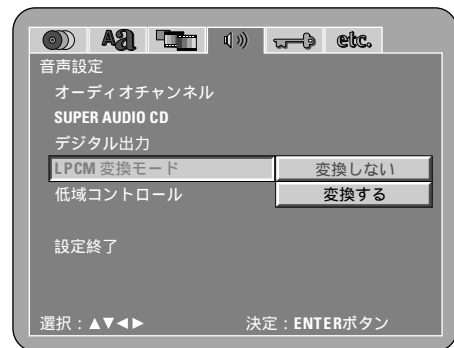 Aあ etc.
音声設定
オーディオチャンネル
SUPER AUDIO CD
デジタル出力
LPCM 変換モード 変換しない
低域コントロール 変換する
設定終了
選択：▲▼◀▶ 決定：ENTERボタン